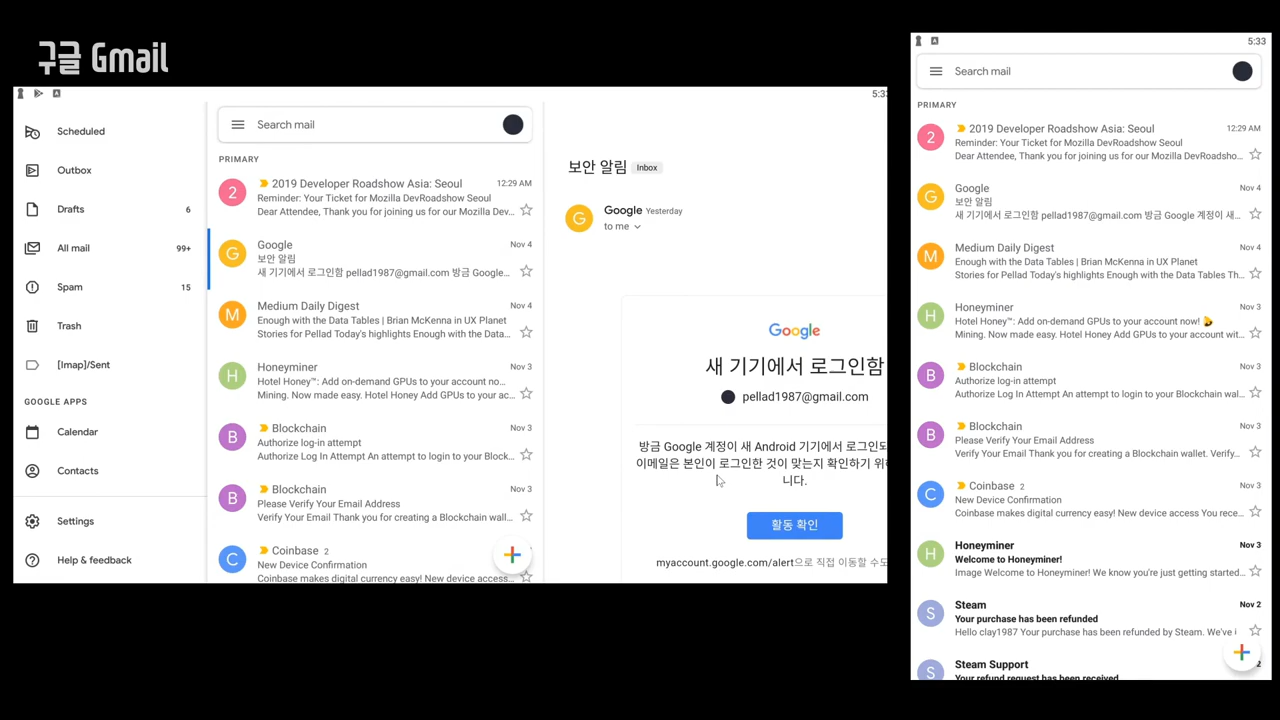 구글 Gmail
5:33
Scheduled
Outbox
Drafts 6
All mail 99+
Spam 15
Trash
[Imap]/Sent
GOOGLE APPS
Calendar
Contacts
Settings
Help & feedback
Search mail
PRIMARY
2 2019 Developer Roadshow Asia: Seoul 12:29 AM
Reminder: Your Ticket for Mozilla DevRoadshow Seoul
Dear Attendee, Thank you for joining us for our Mozilla Dev...
G Google Nov 4
보안 알림
새 기기에서 로그인함 pellad1987@gmail.com 방금 Google...
M Medium Daily Digest Nov 4
Enough with the Data Tables | Brian McKenna in UX Planet
Stories for Pellad Today's highlights Enough with the Data...
H Honeyminer Nov 3
Hotel Honey™: Add on-demand GPUs to your account no...
Mining. Now made easy. Hotel Honey Add GPUs to your ac...
B Blockchain Nov 3
Authorize log-in attempt
Authorize Log In Attempt An attempt to login to your Block...
B Blockchain Nov 3
Please Verify Your Email Address
Verify Your Email Thank you for creating a Blockchain wall...
C Coinbase 2
New Device Confirmation
Coinbase makes digital currency easy! New device access...
보안 알림 Inbox
G Google Yesterday
to me
Google
새 기기에서 로그인함
pellad1987@gmail.com
방금 Google 계정이 새 Android 기기에서 로그인되
이메일은 본인이 로그인한 것이 맞는지 확인하기 위하
니다.
활동 확인
myaccount.google.com/alert으로 직접 이동할 수도
5:33
Search mail
PRIMARY
2 2019 Developer Roadshow Asia: Seoul 12:29 AM
Reminder: Your Ticket for Mozilla DevRoadshow Seoul
Dear Attendee, Thank you for joining us for our Mozilla DevRoadsho...
G Google Nov 4
보안 알림
새 기기에서 로그인함 pellad1987@gmail.com 방금 Google 계정이 새...
M Medium Daily Digest Nov 4
Enough with the Data Tables | Brian McKenna in UX Planet
Stories for Pellad Today's highlights Enough with the Data Tables Th...
H Honeyminer Nov 3
Hotel Honey™: Add on-demand GPUs to your account now!
Mining. Now made easy. Hotel Honey Add GPUs to your account wit...
B Blockchain Nov 3
Authorize log-in attempt
Authorize Log In Attempt An attempt to login to your Blockchain wal...
B Blockchain Nov 3
Please Verify Your Email Address
Verify Your Email Thank you for creating a Blockchain wallet. Verify...
C Coinbase 2 Nov 3
New Device Confirmation
Coinbase makes digital currency easy! New device access You rece...
H Honeyminer Nov 3
Welcome to Honeyminer!
Image Welcome to Honeyminer! We know you're just getting started...
S Steam Nov 2
Your purchase has been refunded
Hello clay1987 Your purchase has been refunded by Steam. We've i
S Steam Support 2
Your refund request has been received